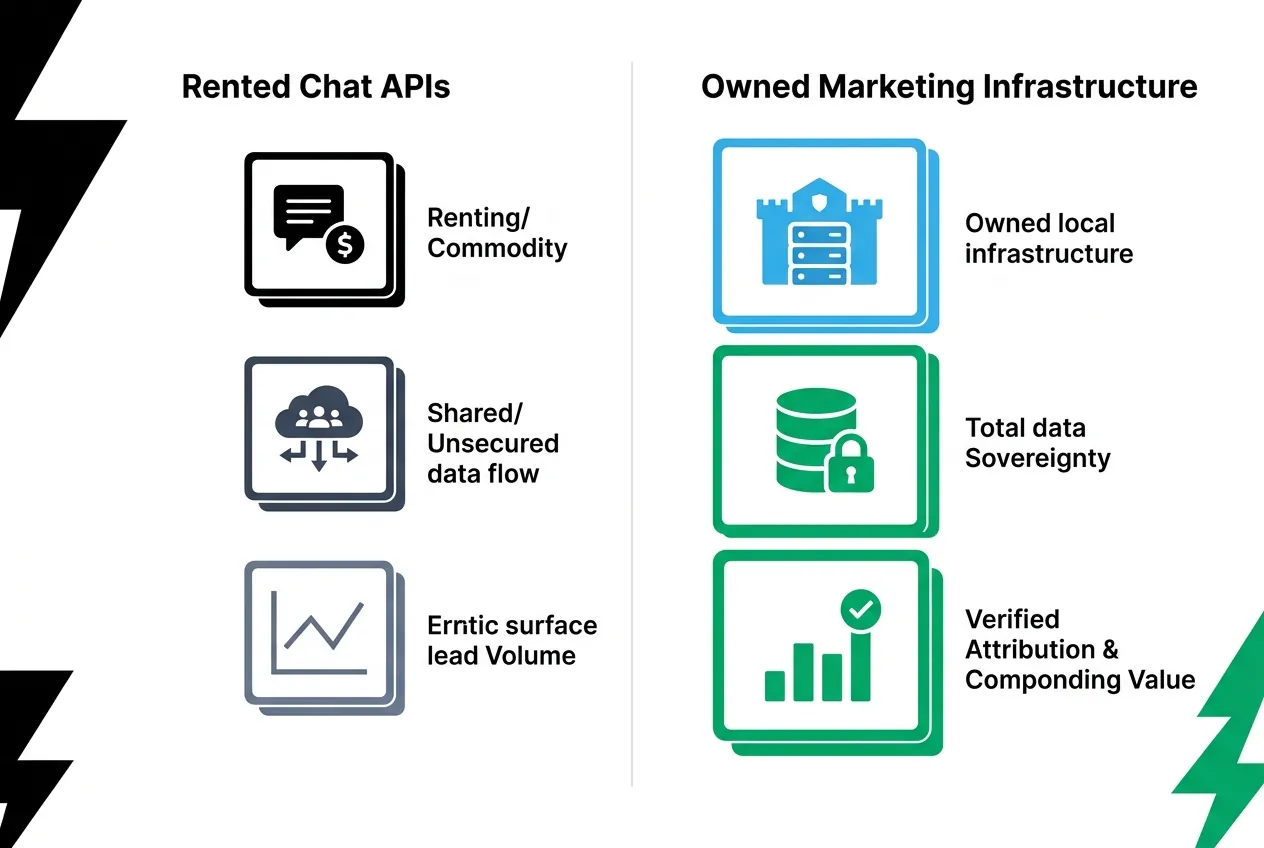 Rented Chat APIs
Renting/
Commodity
Shared/
Unsecured
data flow
Erntic surface
lead Volume
Owned Marketing Infrastructure
Owned local
infrastructure
Total data
Sovereignty
Verified
Attribution &
Componding Value